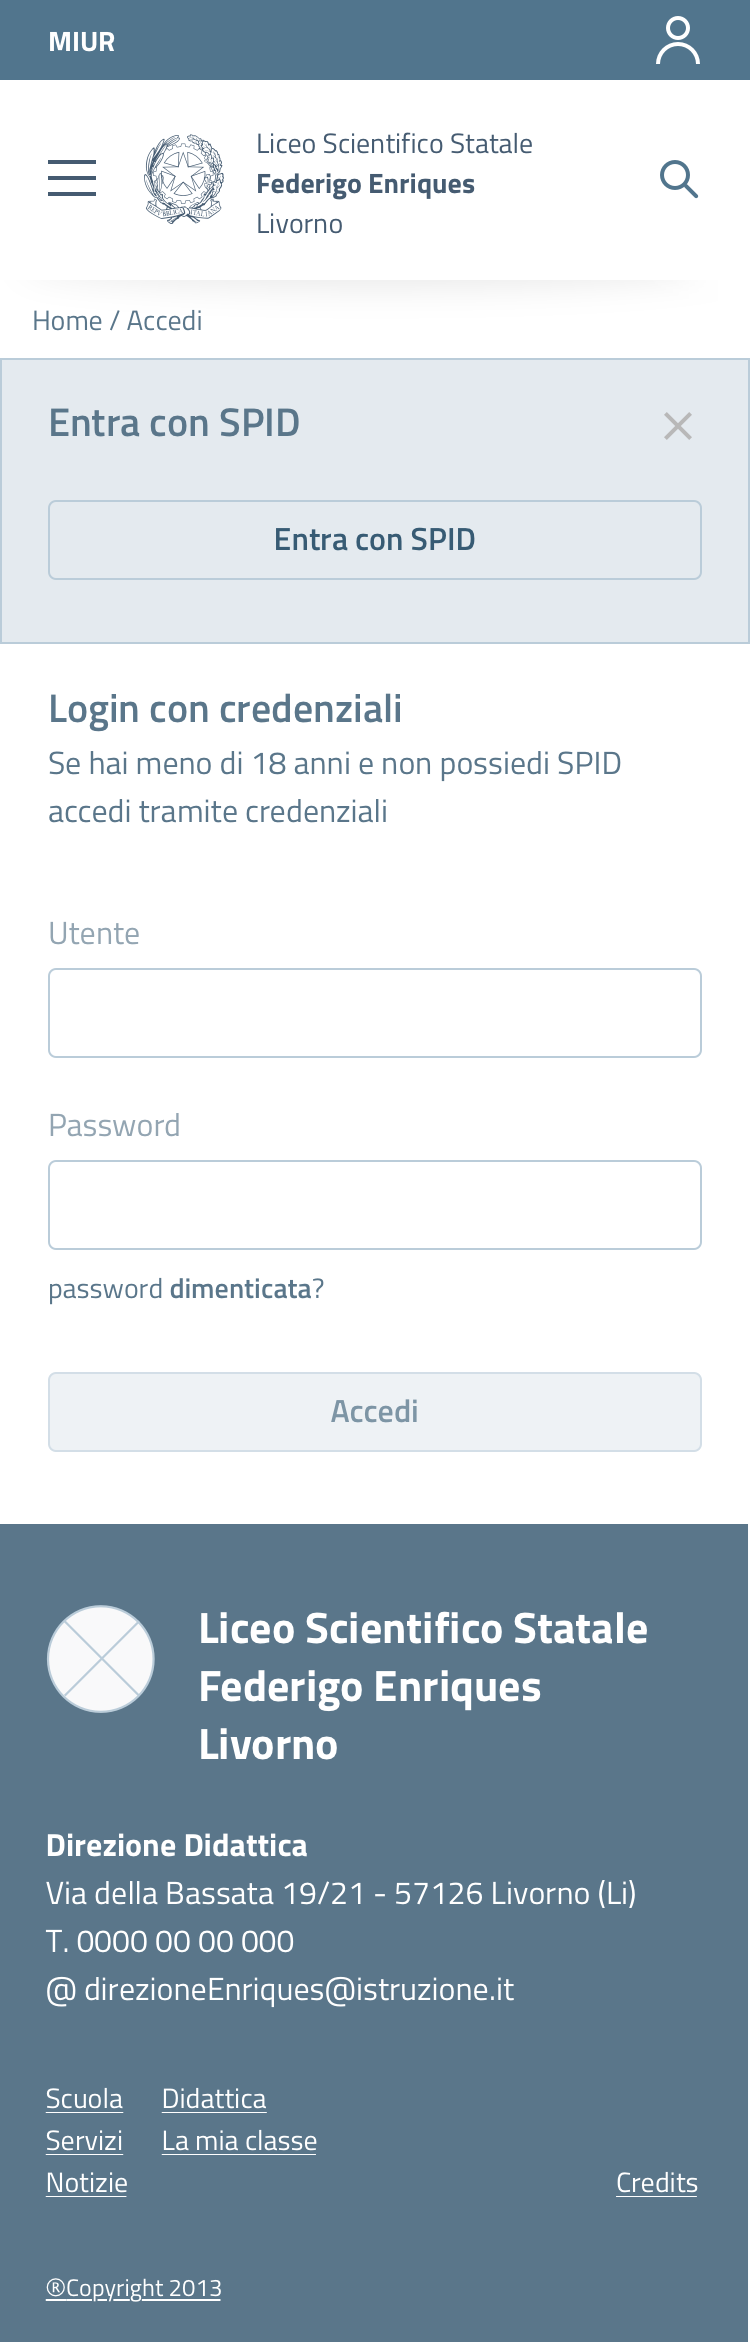 MIUR
Liceo Scientifico Statale
Federigo Enriques
Livorno
REPVBBLICA ITALIANA
Home / Accedi
Entra con SPID
Entra con SPID
Login con credenziali
Se hai meno di 18 anni e non possiedi SPID
accedi tramite credenziali
Utente
Password
password dimenticata?
Accedi
Liceo Scientifico Statale
Federigo Enriques
Livorno
Direzione Didattica
Via della Bassata 19/21 - 57126 Livorno (Li)
T. 0000 00 00 000
@ direzioneEnriques@istruzione.it
Scuola Didattica
Servizi La mia classe
Notizie Credits
®Copyright 2013